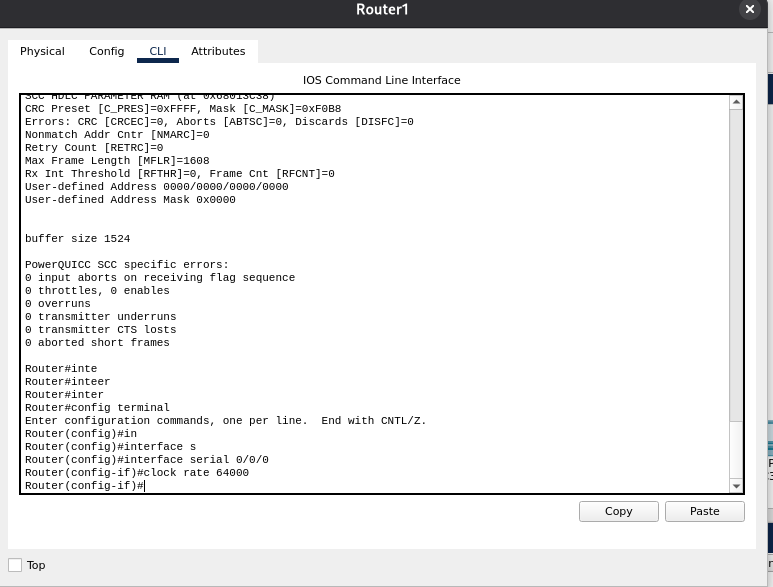 Router1
Physical Config CLI Attributes
IOS Command Line Interface
SCC HDLC PARAMETER RAM (at 0x68013C38)
CRC Preset [C_PRES]=0xFFFF, Mask [C_MASK]=0xF0B8
Errors: CRC [CRCEC]=0, Aborts [ABTSC]=0, Discards [DISFC]=0
Nonmatch Addr Cntr [NMARC]=0
Retry Count [RETRC]=0
Max Frame Length [MFLR]=1608
Rx Int Threshold [RFTHR]=0, Frame Cnt [RFCNT]=0
User-defined Address 0000/0000/0000/0000
User-defined Address Mask 0x0000
buffer size 1524
PowerQUICC SCC specific errors:
0 input aborts on receiving flag sequence
0 throttles, 0 enables
0 overruns
0 transmitter underruns
0 transmitter CTS losts
0 aborted short frames
Router#inte
Router#inteer
Router#inter
Router#config terminal
Enter configuration commands, one per line.  End with CNTL/Z.
Router(config)#in
Router(config)#interface s
Router(config)#interface serial 0/0/0
Router(config-if)#clock rate 64000
Router(config-if)#
Copy Paste
Top